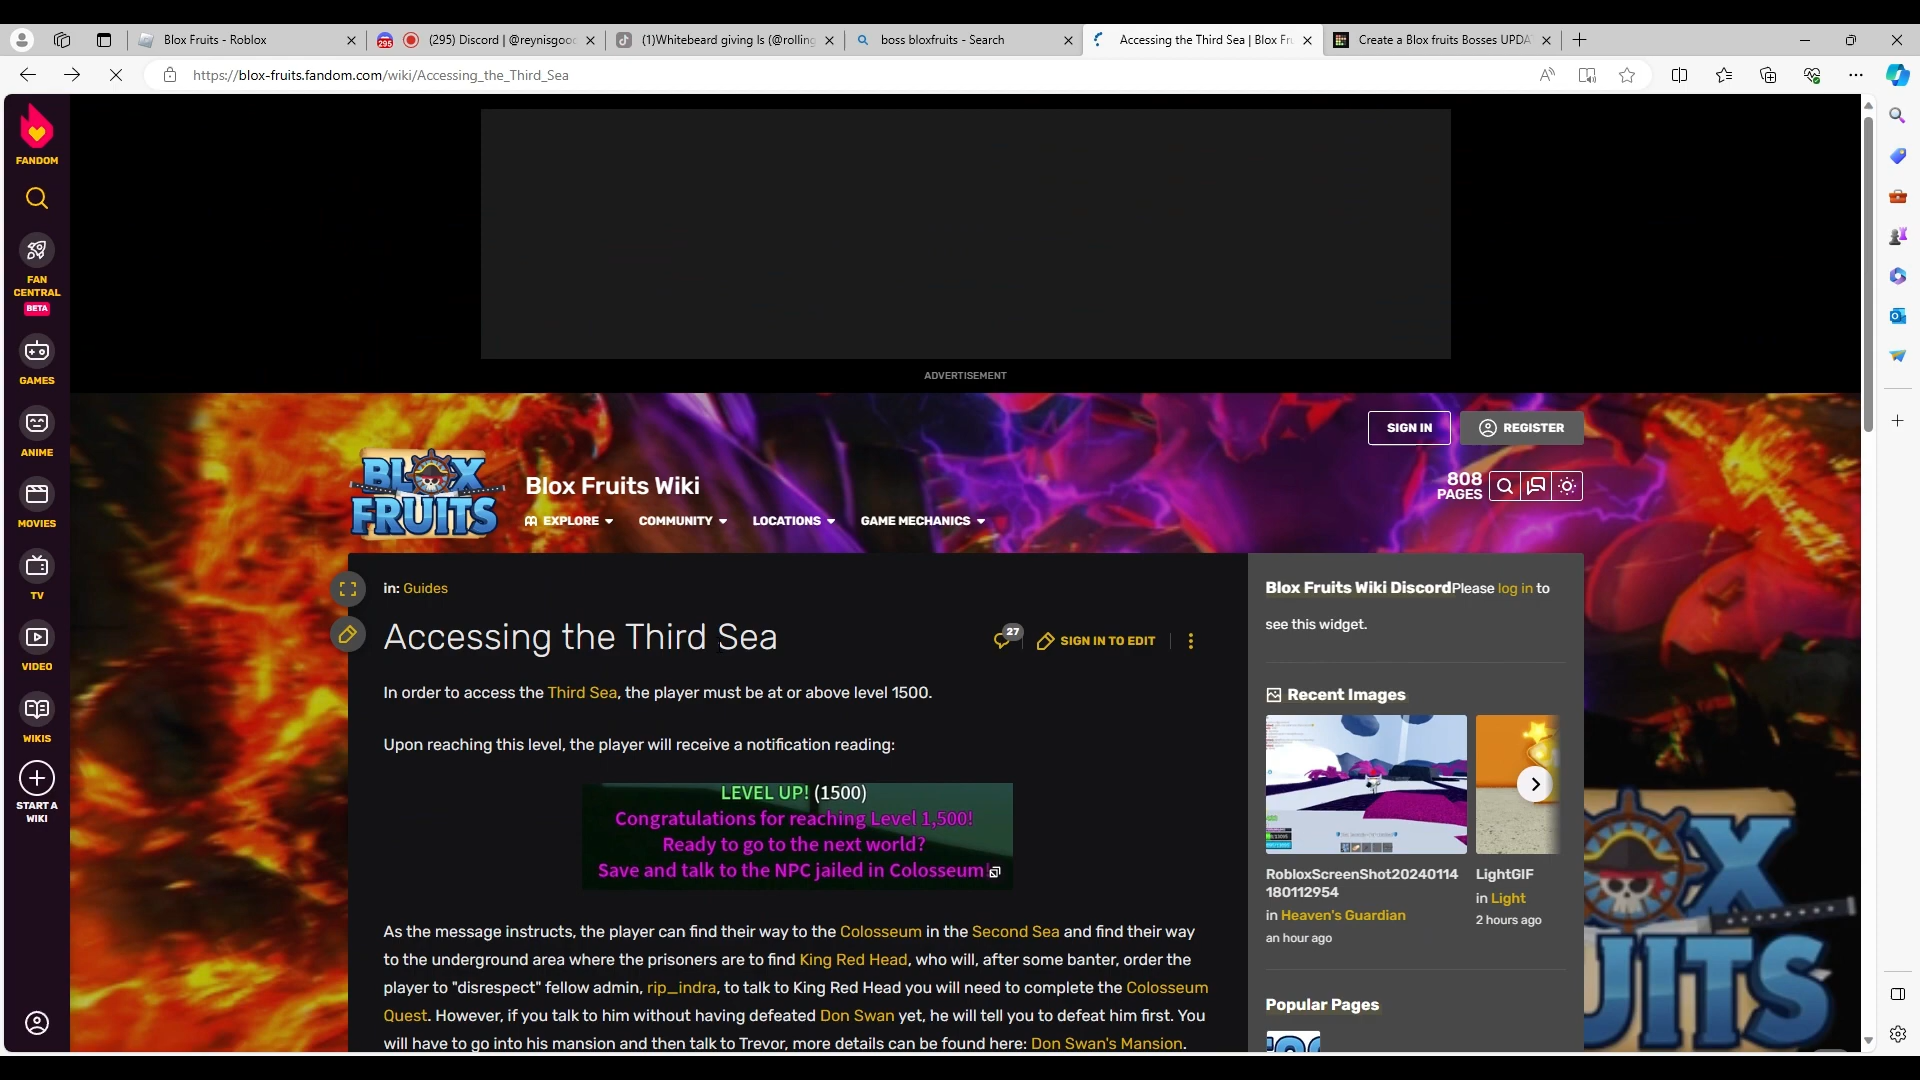 Blox Fruits - Roblox
295
(295) Discord | @reynisgooc
(1)Whitebeard giving ls (@rolling
boss bloxfruits - Search
Accessing the Third Sea | Blox Fr
Create a Blox fruits Bosses UPDA
https://blox-fruits.fandom.com/wiki/Accessing_the_Third_Sea
FANDOM
FAN
CENTRAL
BETA
GAMES
ANIME
MOVIES
TV
VIDEO
WIKIS
START A
WIKI
ADVERTISEMENT
SIGN IN
REGISTER
BLOX
FRUITS
Blox Fruits Wiki
808
PAGES
EXPLORE
COMMUNITY
LOCATIONS
GAME MECHANICS
in: Guides
Accessing the Third Sea
27
SIGN IN TO EDIT
In order to access the Third Sea, the player must be at or above level 1500.
Upon reaching this level, the player will receive a notification reading:
LEVEL UP! (1500)
Congratulations for reaching Level 1,500!
Ready to go to the next world?
Save and talk to the NPC jailed in Colosseum!
As the message instructs, the player can find their way to the Colosseum in the Second Sea and find their way
to the underground area where the prisoners are to find King Red Head, who will, after some banter, order the
player to "disrespect" fellow admin, rip_indra, to talk to King Red Head you will need to complete the Colosseum
Quest. However, if you talk to him without having defeated Don Swan yet, he will tell you to defeat him first. You
will have to go into his mansion and then talk to Trevor, more details can be found here: Don Swan's Mansion.
Blox Fruits Wiki DiscordPlease log in to
see this widget.
Recent Images
RobloxScreenShot20240114
180112954
in Heaven's Guardian
an hour ago
LightGIF
in Light
2 hours ago
Popular Pages
X
UITS